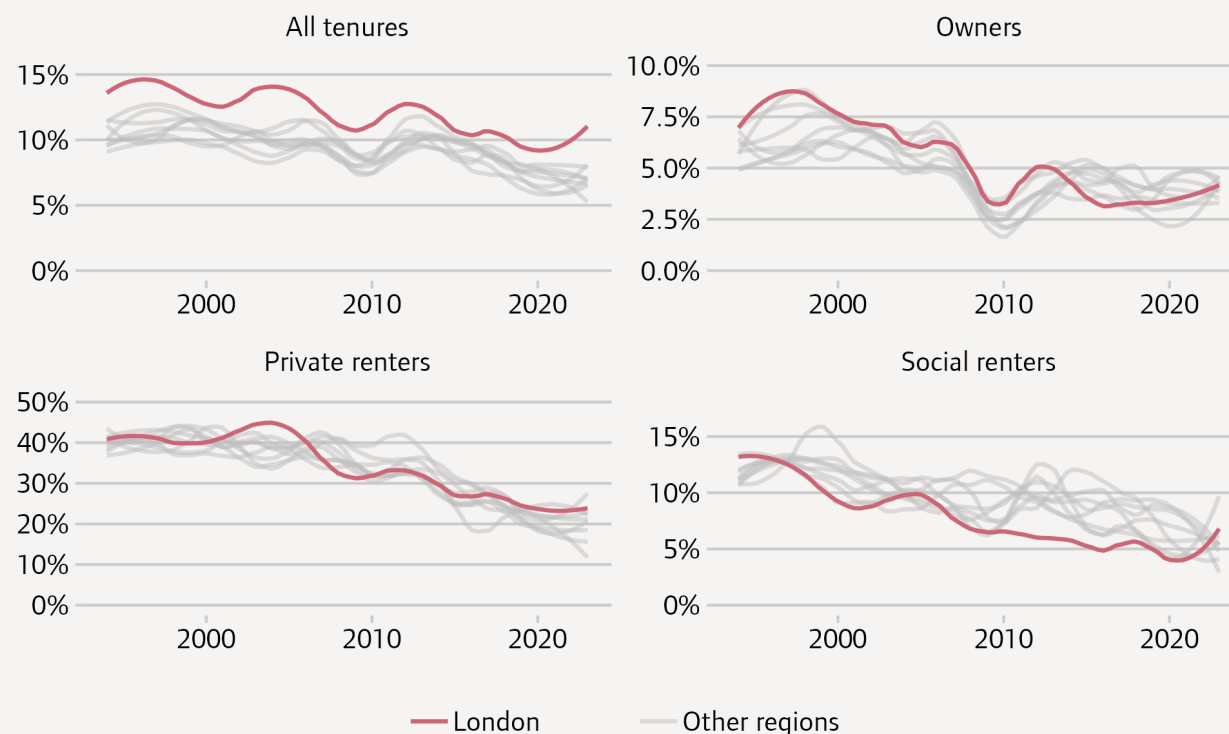 All tenures
15%
10%
5%
0%
2000 2010 2020
Owners
10.0%
7.5%
5.0%
2.5%
0.0%
2000 2010 2020
Private renters
50%
40%
30%
20%
10%
0%
2000 2010 2020
Social renters
15%
10%
5%
0%
2000 2010 2020
London Other regions